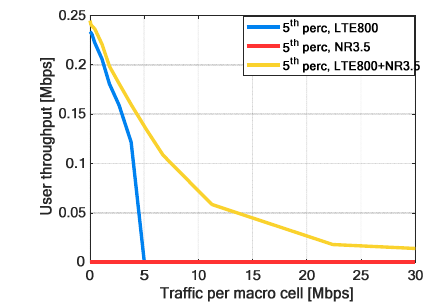 0.25
0.2
0.15
0.1
0.05
0
0 5 10 15 20 25 30
User throughput [Mbps]
Traffic per macro cell [Mbps]
5th perc, LTE800
5th perc, NR3.5
5th perc, LTE800+NR3.5